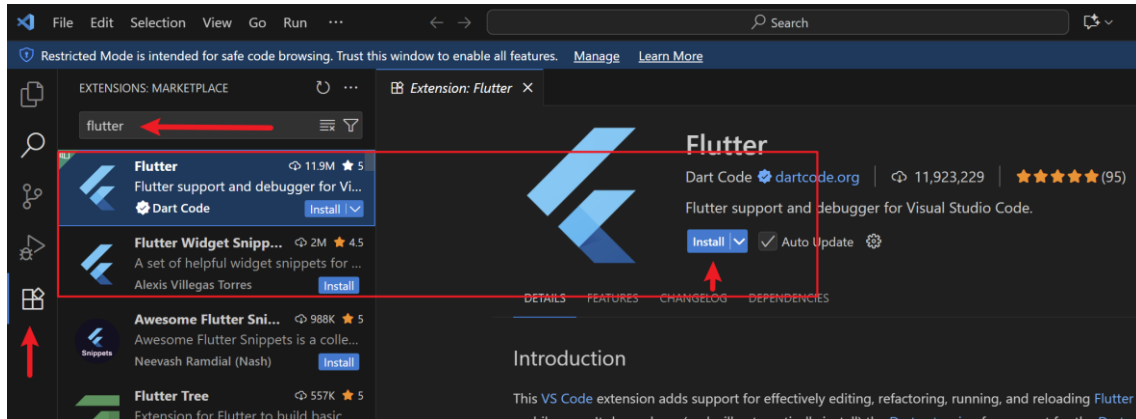 File Edit Selection View Go Run ··· Search
Restricted Mode is intended for safe code browsing. Trust this window to enable all features. Manage Learn More
EXTENSIONS: MARKETPLACE
flutter
Flutter 11.9M 5
Flutter support and debugger for Vi...
Dart Code Install
Flutter Widget Snipp... 2M 4.5
A set of helpful widget snippets for ...
Alexis Villegas Torres Install
Snippets
Awesome Flutter Sni... 988K 5
Awesome Flutter Snippets is a colle...
Neevash Ramdial (Nash) Install
Flutter Tree 557K 5
Extension for Flutter to build basic
Extension: Flutter
Flutter
Dart Code dartcode.org 11,923,229 (95)
Flutter support and debugger for Visual Studio Code.
Install Auto Update
DETAILS FEATURES CHANGELOG DEPENDENCIES
Introduction
This VS Code extension adds support for effectively editing, refactoring, running, and reloading Flutter